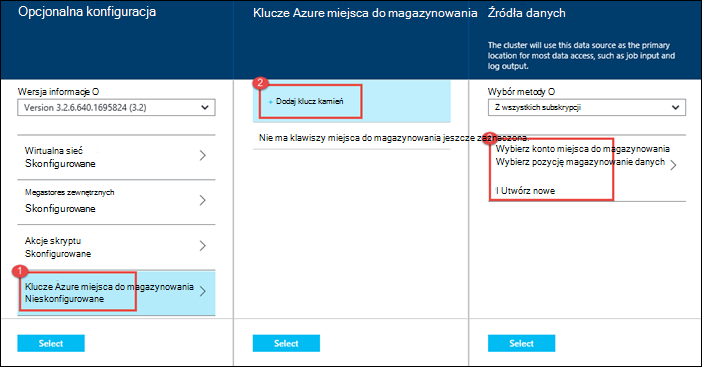 Opcjonalna konfiguracja
Wersja informacje O
Version 3.2.6.640.1695824 (3.2)
Wirtualna sieć
Skonfigurowane
Megastores zewnętrznych
Skonfigurowane
Akcje skryptu
Skonfigurowane
1
Klucze Azure miejsca do magazynowania
Nieskonfigurowane
Select
Klucze Azure miejsca do magazynowania
2
+ Dodaj klucz kamień
Nie ma klawiszy miejsca do magazynowania jeszcze zaznaczona.
Select
Źródła danych
The cluster will use this data source as the primary
location for most data access, such as job input and
log output.
Wybór metody O
Z wszystkich subskrypcji
Wybierz konto miejsca do magazynowania
Wybierz pozycję magazynowanie danych
I Utwórz nowe
Select